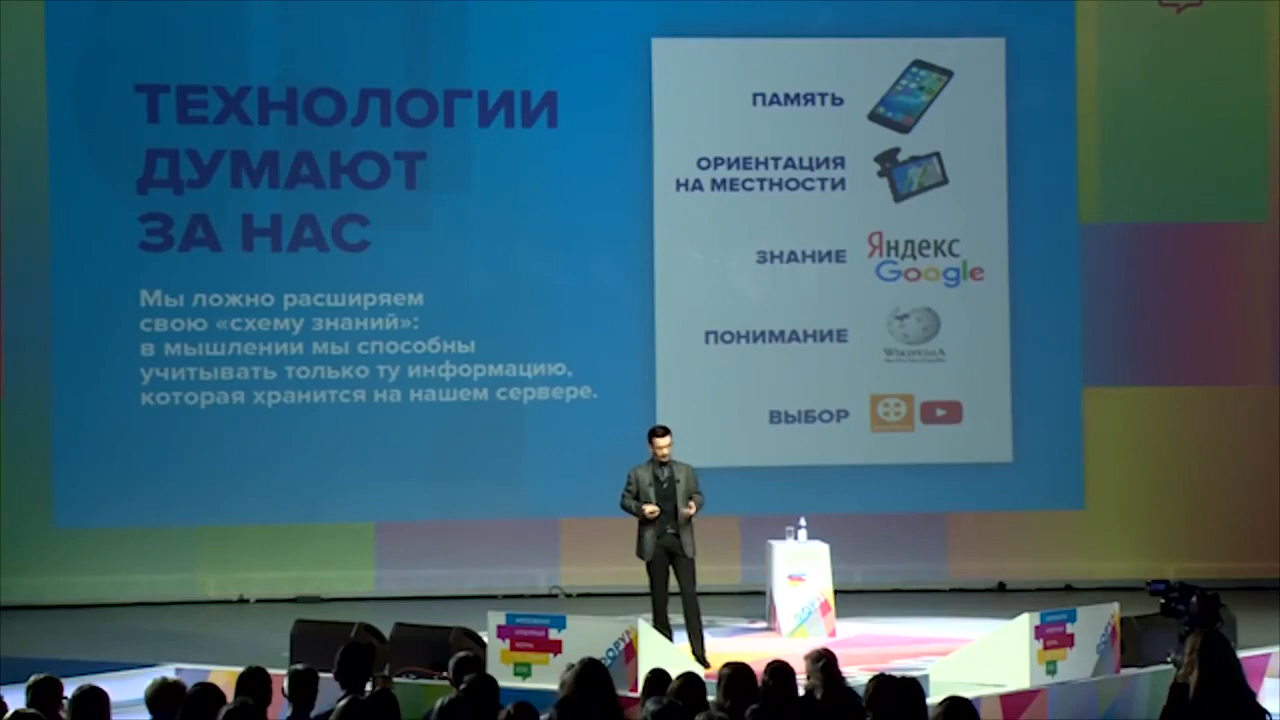 ТЕХНОЛОГИИ
ДУМАЮТ
ЗА НАС
Мы ложно расширяем
свою «схему знаний»:
в мышлении мы способны
учитывать только ту информацию,
которая хранится на нашем сервере.
ПАМЯТЬ
ОРИЕНТАЦИЯ
НА МЕСТНОСТИ
ЗНАНИЕ
Яндекс
Google
ПОНИМАНИЕ
WIKIPEDIA
ВЫБОР